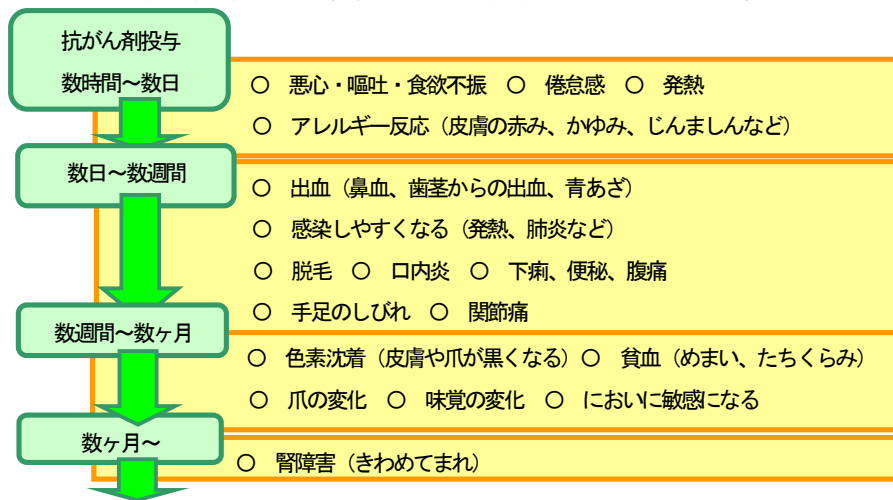 抗がん剤投与
数時間～数日
○ 悪心・嘔吐・食欲不振 ○ 倦怠感 ○ 発熱
○ アレルギー反応（皮膚の赤み、かゆみ、じんましんなど）
数日～数週間
○ 出血（鼻血、歯茎からの出血、青あざ）
○ 感染しやすくなる（発熱、肺炎など）
○ 脱毛 ○ 口内炎 ○ 下痢、便秘、腹痛
○ 手足のしびれ ○ 関節痛
数週間～数ヶ月
○ 色素沈着（皮膚や爪が黒くなる）○ 貧血（めまい、たちくらみ）
○ 爪の変化 ○ 味覚の変化 ○ においに敏感になる
数ヶ月～
○ 腎障害（きわめてまれ）